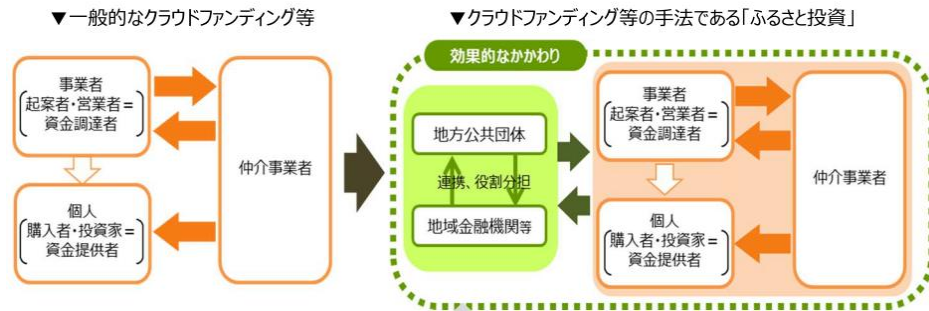 ▼一般的なクラウドファンディング等
事業者
起案者・営業者＝
資金調達者
仲介事業者
個人
購入者・投資家＝
資金提供者
▼クラウドファンディング等の手法である「ふるさと投資」
効果的なかかわり
地方公共団体
連携、役割分担
地域金融機関等
事業者
起案者・営業者＝
資金調達者
仲介事業者
個人
購入者・投資家＝
資金提供者